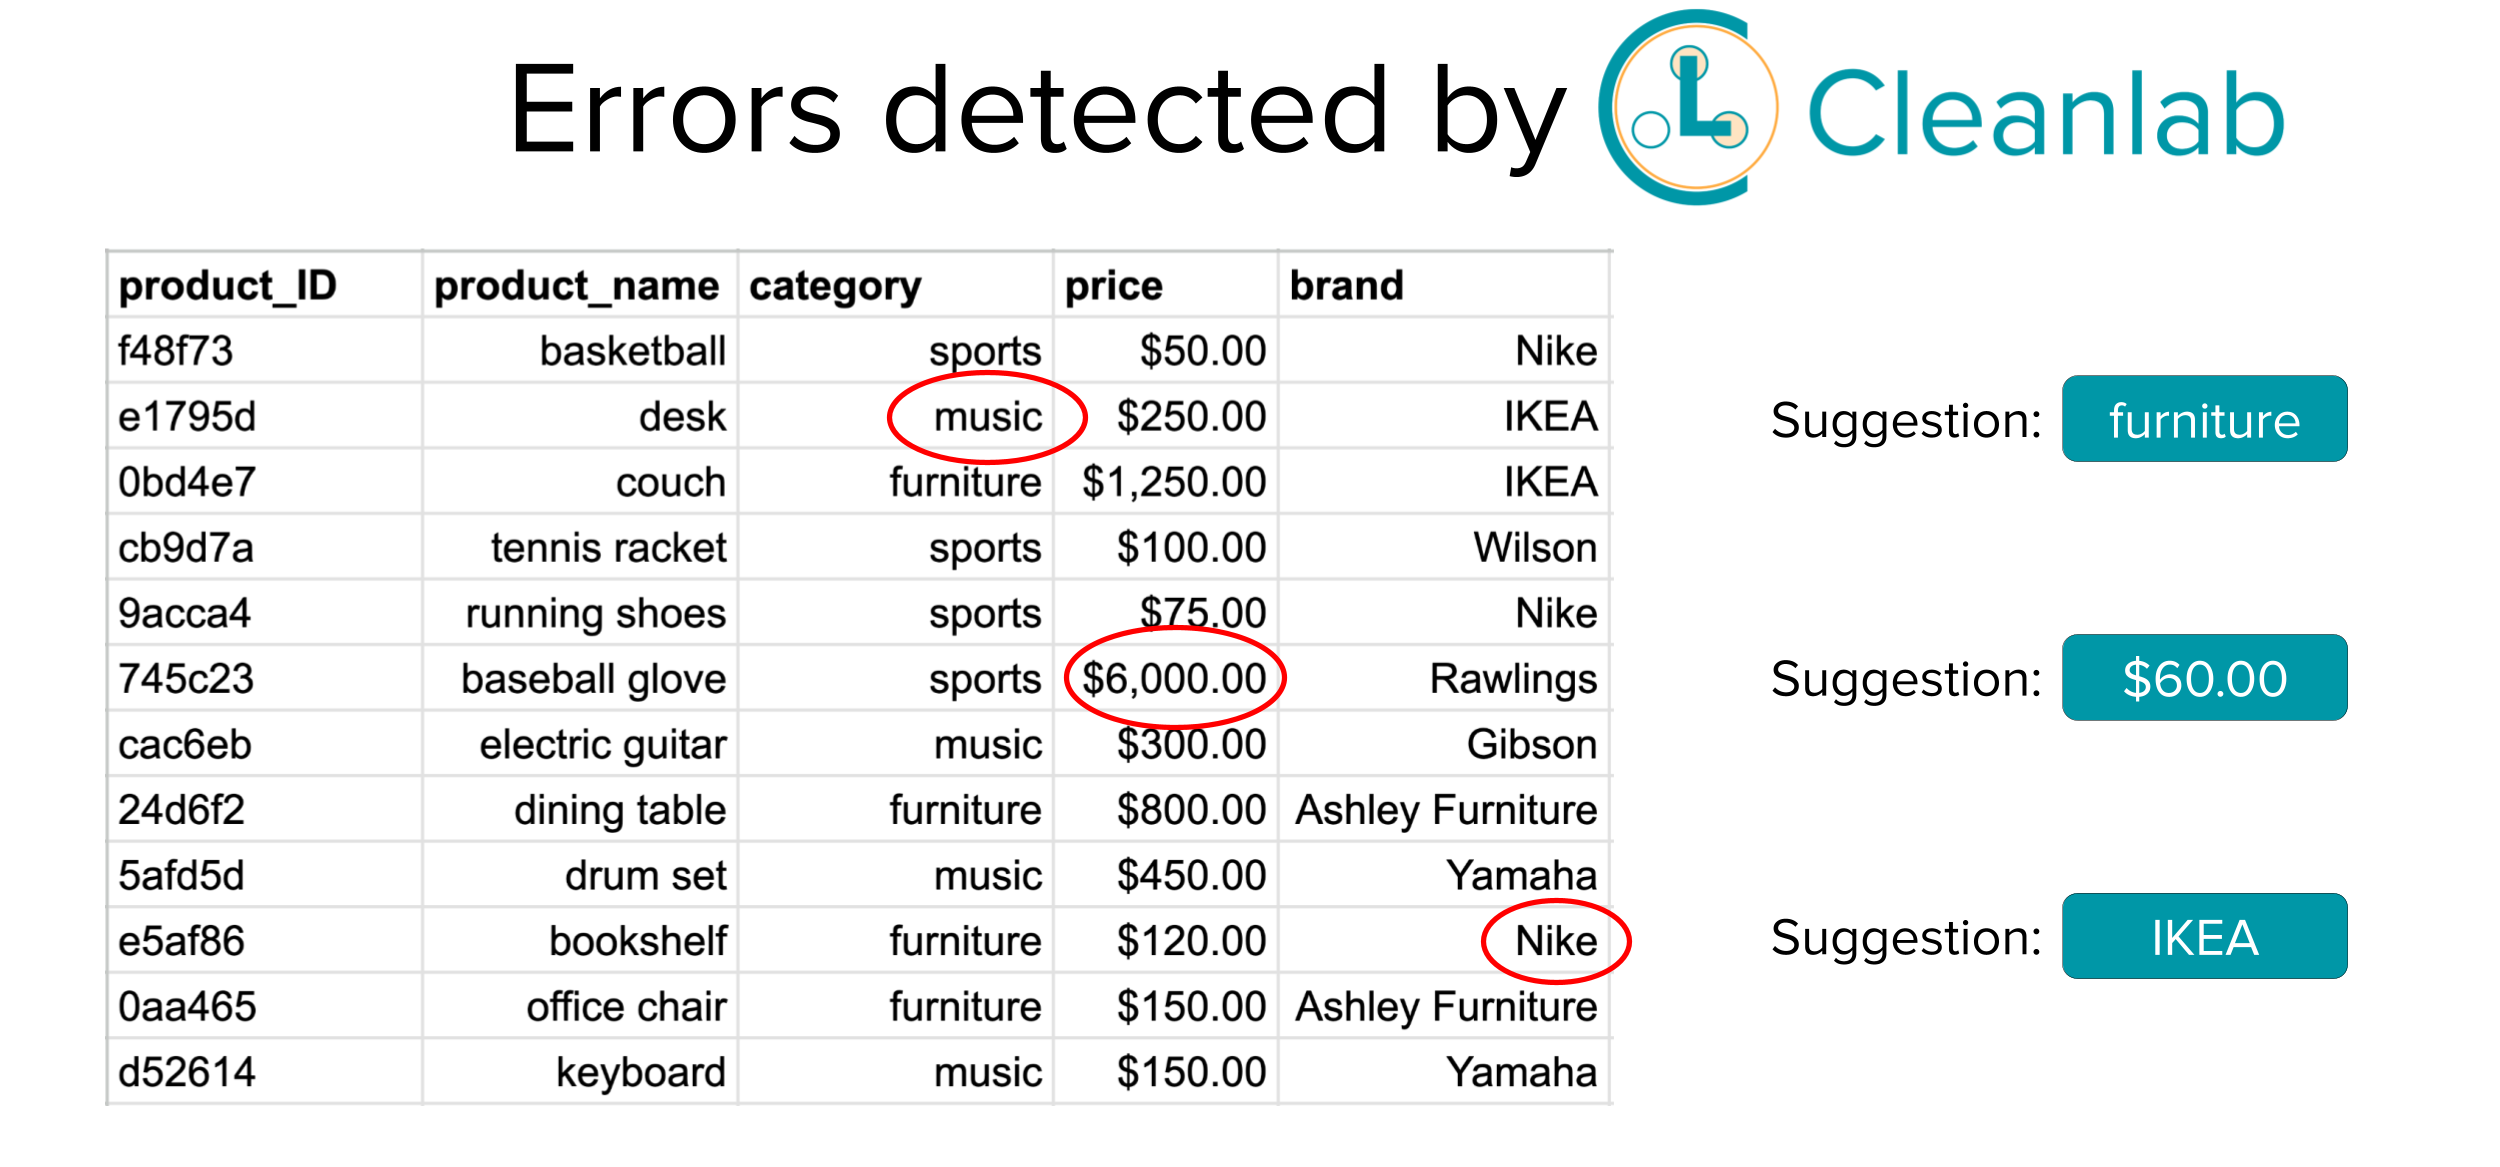 Errors detected by CL Cleanlab
product_ID product_name category price brand
f48f73 basketball sports $50.00 Nike
e1795d desk music $250.00 IKEA Suggestion: furniture
0bd4e7 couch furniture $1,250.00 IKEA
cb9d7a tennis racket sports $100.00 Wilson
9acca4 running shoes sports $75.00 Nike
745c23 baseball glove sports $6,000.00 Rawlings Suggestion: $60.00
cac6eb electric guitar music $300.00 Gibson
24d6f2 dining table furniture $800.00 Ashley Furniture
5afd5d drum set music $450.00 Yamaha
e5af86 bookshelf furniture $120.00 Nike Suggestion: IKEA
0aa465 office chair furniture $150.00 Ashley Furniture
d52614 keyboard music $150.00 Yamaha